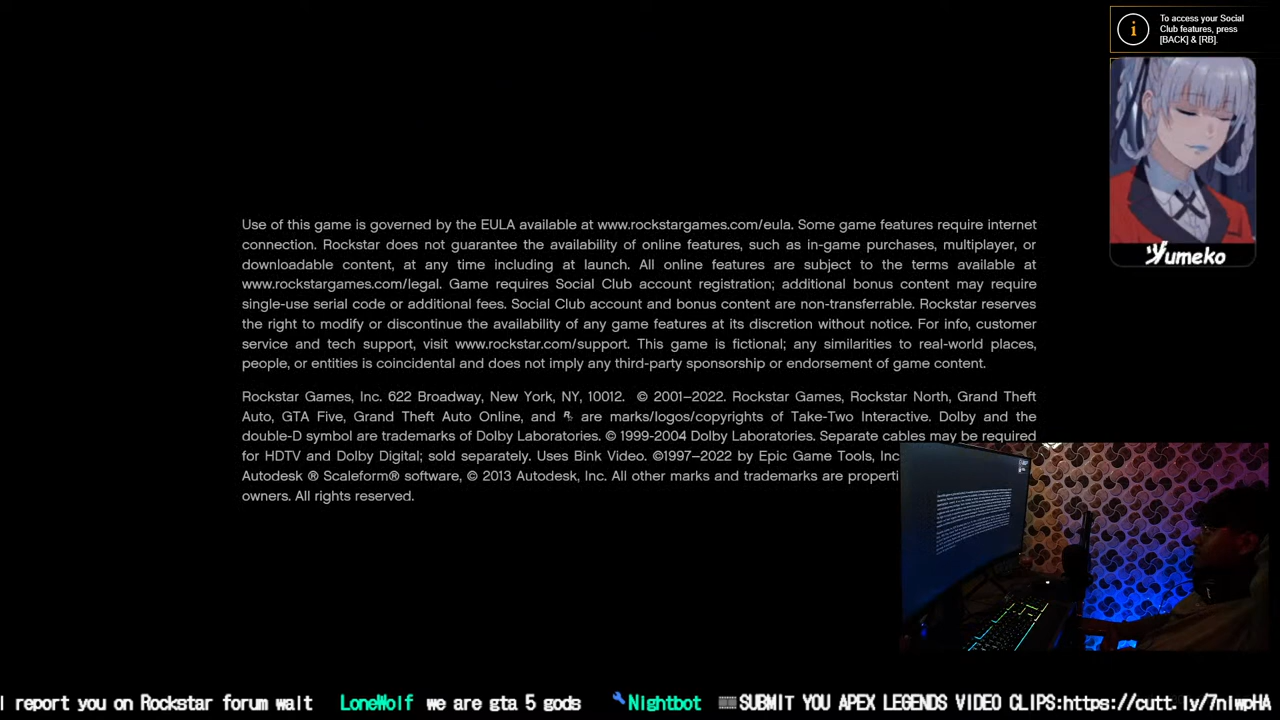 To access your Social
Club features, press
[BACK] & [RB].
Yumeko
Use of this game is governed by the EULA available at www.rockstargames.com/eula. Some game features require internet
connection. Rockstar does not guarantee the availability of online features, such as in-game purchases, multiplayer, or
downloadable content, at any time including at launch. All online features are subject to the terms available at
www.rockstargames.com/legal. Game requires Social Club account registration; additional bonus content may require
single-use serial code or additional fees. Social Club account and bonus content are non-transferrable. Rockstar reserves
the right to modify or discontinue the availability of any game features at its discretion without notice. For info, customer
service and tech support, visit www.rockstar.com/support. This game is fictional; any similarities to real-world places,
people, or entities is coincidental and does not imply any third-party sponsorship or endorsement of game content.
Rockstar Games, Inc. 622 Broadway, New York, NY, 10012. © 2001–2022. Rockstar Games, Rockstar North, Grand Theft
Auto, GTA Five, Grand Theft Auto Online, and R* are marks/logos/copyrights of Take-Two Interactive. Dolby and the
double-D symbol are trademarks of Dolby Laboratories. © 1999-2004 Dolby Laboratories. Separate cables may be required
for HDTV and Dolby Digital; sold separately. Uses Bink Video. ©1997–2022 by Epic Game Tools, Inc
Autodesk ® Scaleform® software, © 2013 Autodesk, Inc. All other marks and trademarks are properti
owners. All rights reserved.
I report you on Rockstar forum wait LoneWolf we are gta 5 gods Nightbot SUBMIT YOU APEX LEGENDS VIDEO CLIPS:https://cutt.ly/7nIwpHA